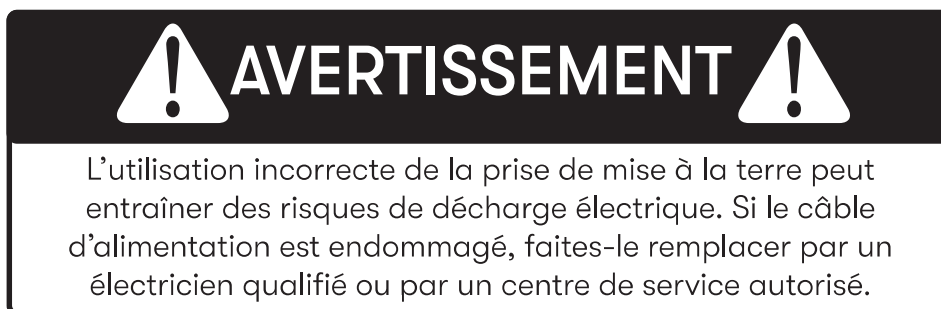 AVERTISSEMENT
L'utilisation incorrecte de la prise de mise à la terre peut
entraîner des risques de décharge électrique. Si le câble
d'alimentation est endommagé, faites-le remplacer par un
électricien qualifié ou par un centre de service autorisé.